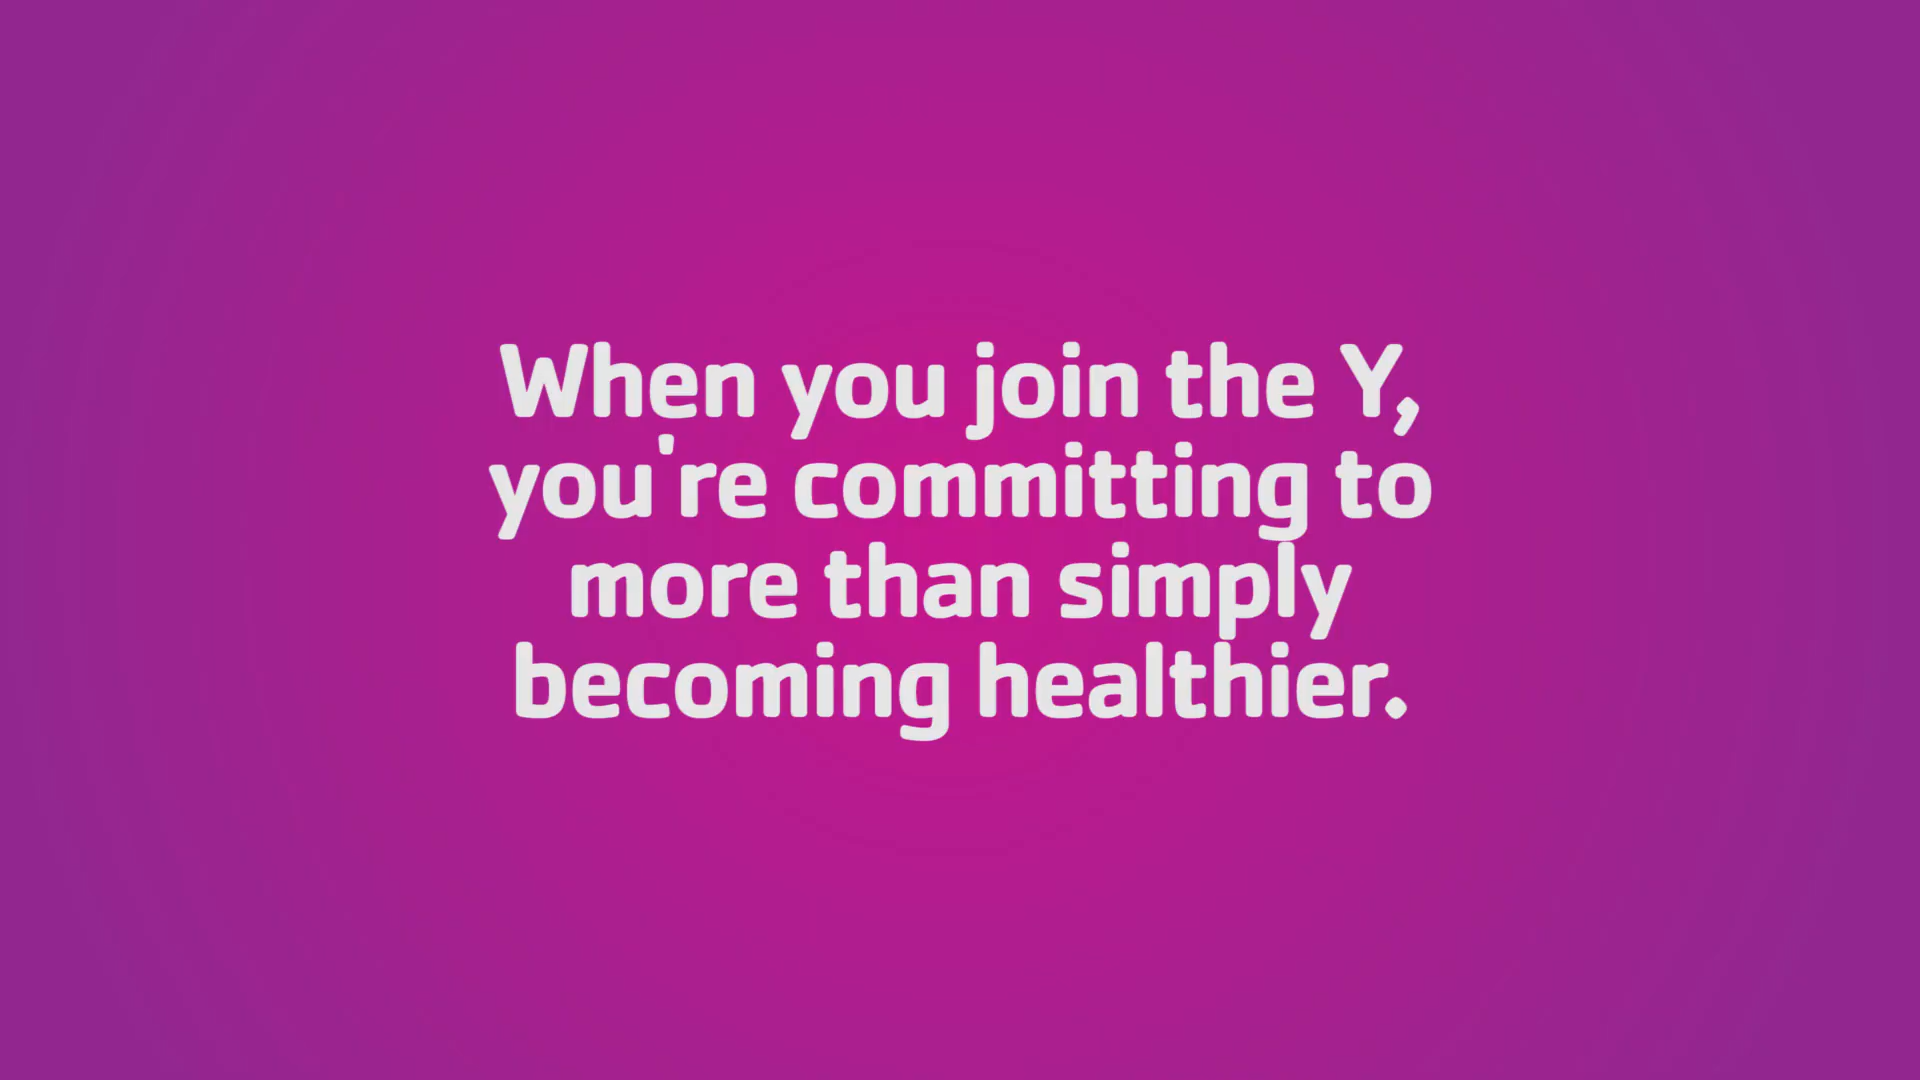 When you join the Y,
you're committing to
more than simply
becoming healthier.